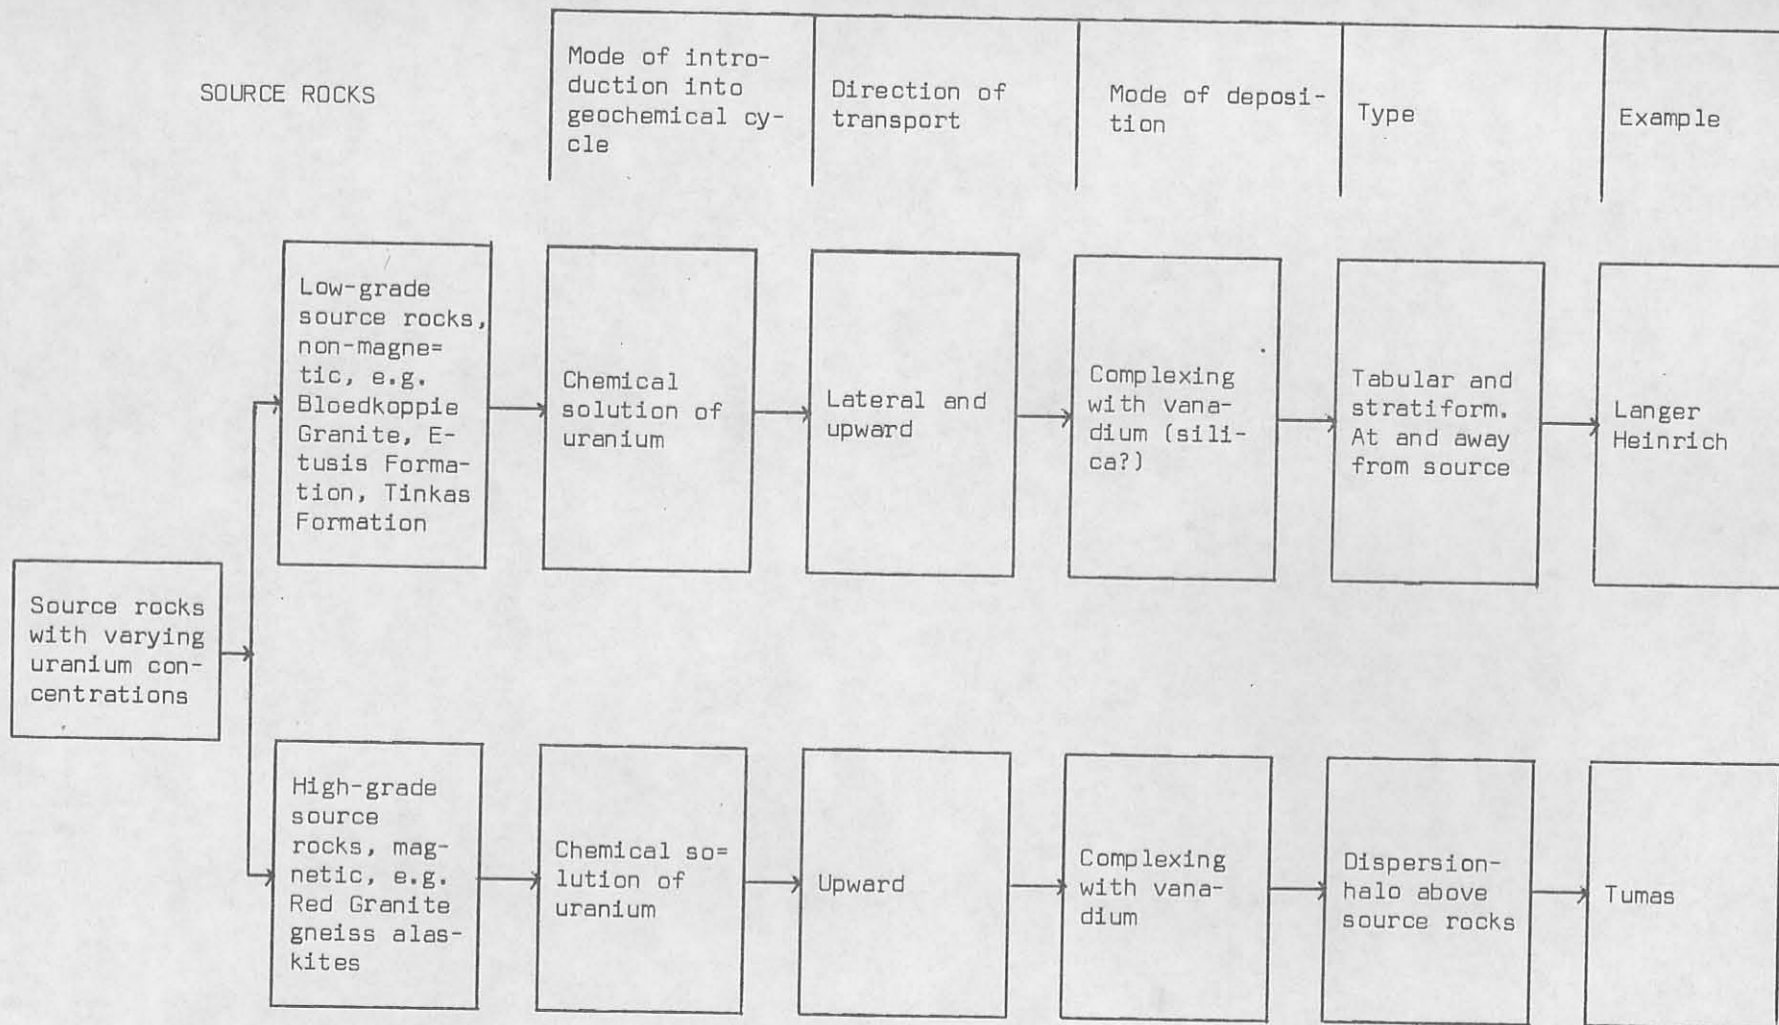 SOURCE ROCKS
Mode of intro-
duction into
geochemical cy-
cle
Direction of
transport
Mode of deposi-
tion
Type
Example
Source rocks
with varying
uranium con-
centrations
Low-grade
source rocks,
non-magne=
tic, e.g.
Bloedkoppie
Granite, E-
tusis Forma-
tion, Tinkas
Formation
Chemical
solution of
uranium
Lateral and
upward
Complexing
with vana-
dium (sili-
ca?)
Tabular and
stratiform.
At and away
from source
Langer
Heinrich
High-grade
source
rocks, mag-
netic, e.g.
Red Granite
gneiss alas-
kites
Chemical so=
lution of
uranium
Upward
Complexing
with vana-
dium
Dispersion-
halo above
source rocks
Tumas